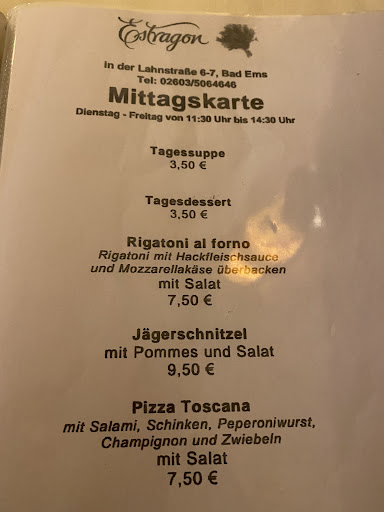 Estragon
in der Lahnstraße 6-7, Bad Ems
Tel: 02603/5064646
Mittagskarte
Dienstag - Freitag von 11:30 Uhr bis 14:30 Uhr
Tagessuppe
3,50 €
Tagesdessert
3,50 €
Rigatoni al forno
Rigatoni mit Hackfleischsauce
und Mozzarellakäse überbacken
mit Salat
7,50 €
Jägerschnitzel
mit Pommes und Salat
9,50 €
Pizza Toscana
mit Salami, Schinken, Peperoniwurst,
Champignon und Zwiebeln
mit Salat
7,50 €